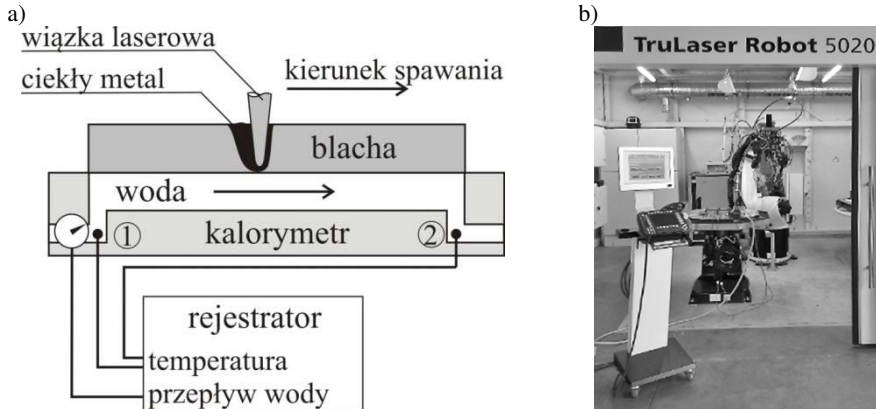 a)
wiązka laserowa
ciekły metal
kierunek spawania
blacha
woda
① kalorymetr ②
rejestrator
temperatura
przepływ wody
b)
TruLaser Robot 5020